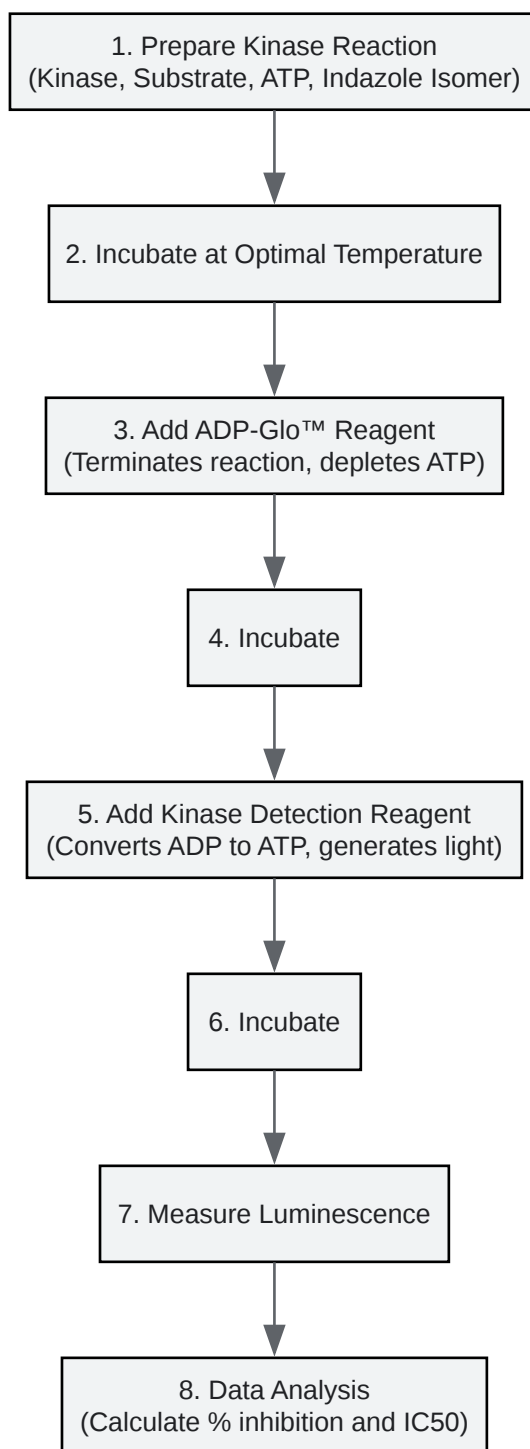 1. Prepare Kinase Reaction
(Kinase, Substrate, ATP, Indazole Isomer)
2. Incubate at Optimal Temperature
3. Add ADP-Glo™ Reagent
(Terminates reaction, depletes ATP)
4. Incubate
5. Add Kinase Detection Reagent
(Converts ADP to ATP, generates light)
6. Incubate
7. Measure Luminescence
8. Data Analysis
(Calculate % inhibition and IC50)